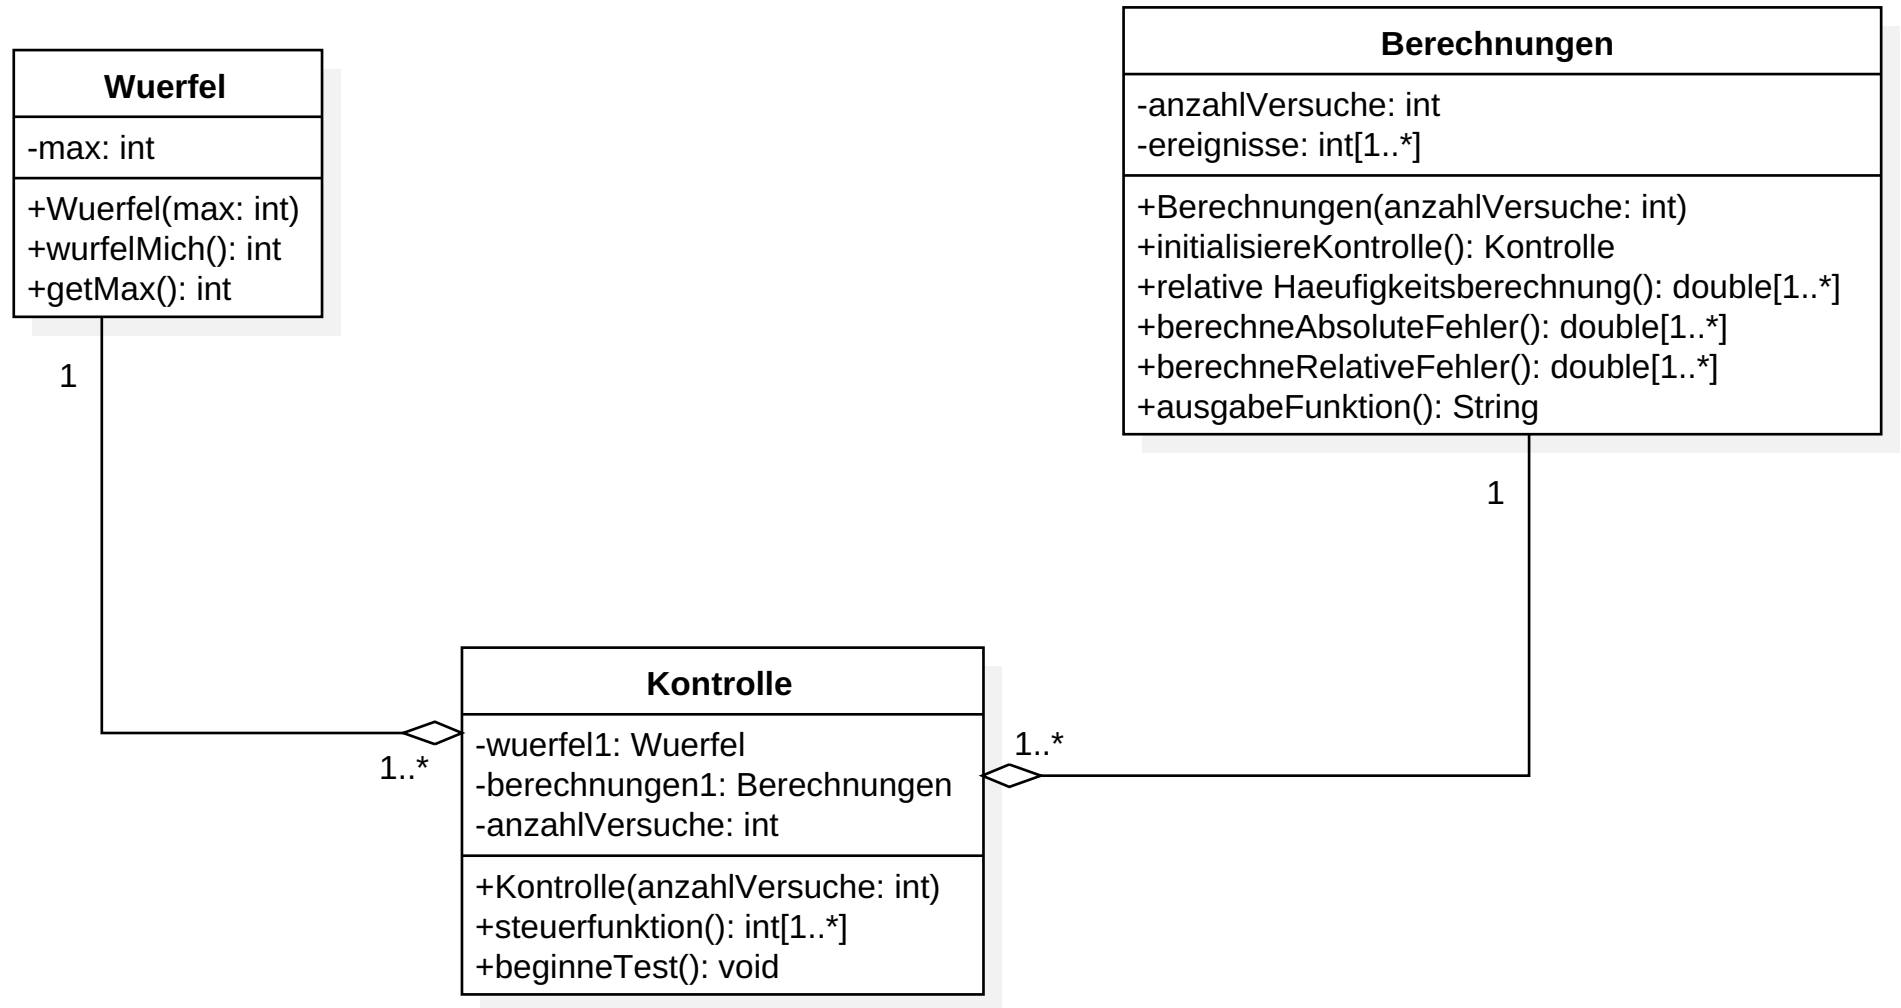 Wuerfel
-max: int
+Wuerfel(max: int)
+wurfelMich(): int
+getMax(): int
1
Berechnungen
-anzahlVersuche: int
-ereignisse: int[1..*]
+Berechnungen(anzahlVersuche: int)
+initialisiereKontrolle(): Kontrolle
+relative Haeufigkeitsberechnung(): double[1..*]
+berechneAbsoluteFehler(): double[1..*]
+berechneRelativeFehler(): double[1..*]
+ausgabeFunktion(): String
1
1..*
1..*
Kontrolle
-wuerfel1: Wuerfel
-berechnungen1: Berechnungen
-anzahlVersuche: int
+Kontrolle(anzahlVersuche: int)
+steuerfunktion(): int[1..*]
+beginneTest(): void